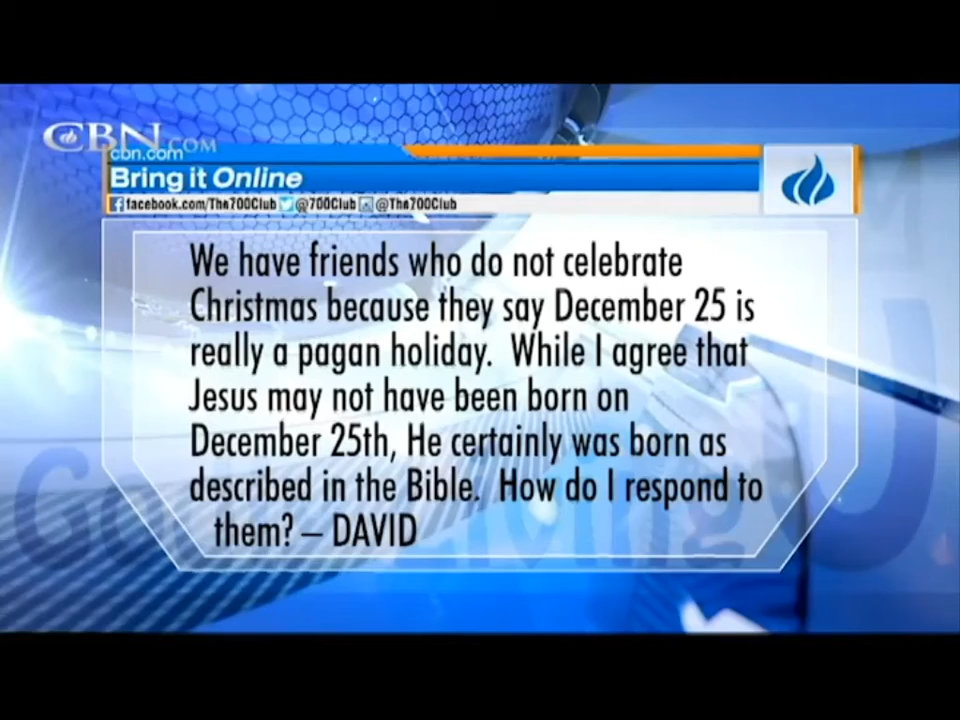 CBN.COM
cbn.com
Bring it Online
facebook.com/The700Club @700Club @The700Club
We have friends who do not celebrate
Christmas because they say December 25 is
really a pagan holiday. While I agree that
Jesus may not have been born on
December 25th, He certainly was born as
described in the Bible. How do I respond to
them? – DAVID